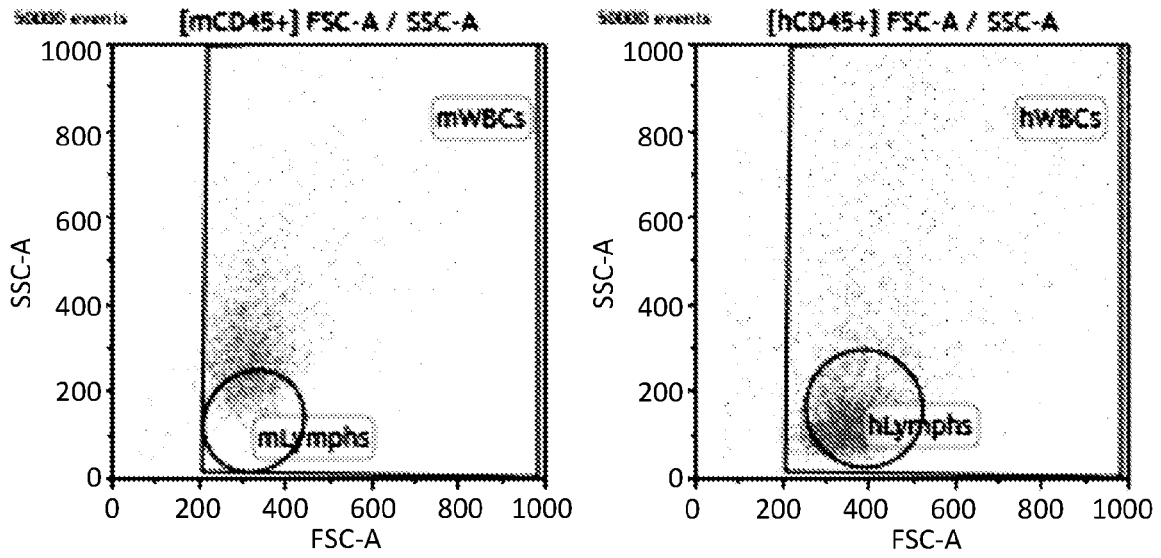 50000 events
[mCD45+] FSC-A / SSC-A
1000
800
600
400
200
0
SSC-A
mWBCs
mLymphs
0 200 400 600 800 1000
FSC-A
50000 events
[hCD45+] FSC-A / SSC-A
1000
800
600
400
200
0
SSC-A
hWBCs
hLymphs
0 200 400 600 800 1000
FSC-A